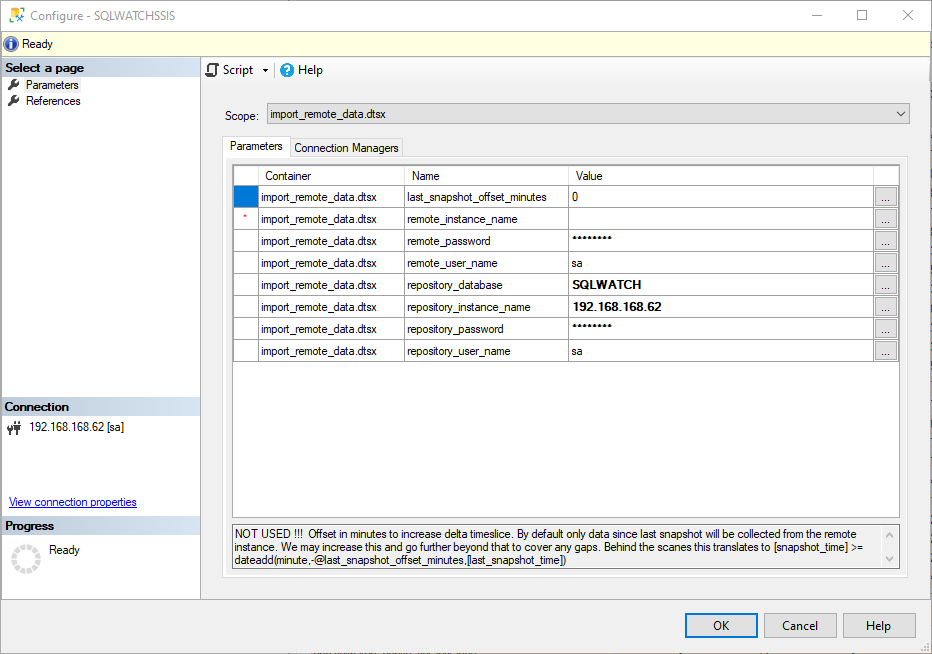 Configure - SQLWATCHSSIS
Ready
Select a page
Parameters
References
Script
Help
Scope: import_remote_data.dtsx
Parameters Connection Managers
Container Name Value
import_remote_data.dtsx last_snapshot_offset_minutes 0 ...
* import_remote_data.dtsx remote_instance_name ...
import_remote_data.dtsx remote_password ******** ...
import_remote_data.dtsx remote_user_name sa ...
import_remote_data.dtsx repository_database SQLWATCH ...
import_remote_data.dtsx repository_instance_name 192.168.168.62 ...
import_remote_data.dtsx repository_password ******** ...
import_remote_data.dtsx repository_user_name sa ...
Connection
192.168.168.62 [sa]
View connection properties
Progress
Ready
NOT USED !!! Offset in minutes to increase delta timeslice. By default only data since last snapshot will be collected from the remote
instance. We may increase this and go further beyond that to cover any gaps. Behind the scanes this translates to [snapshot_time] >=
dateadd(minute,-@last_snapshot_offset_minutes,[last_snapshot_time])
OK Cancel Help